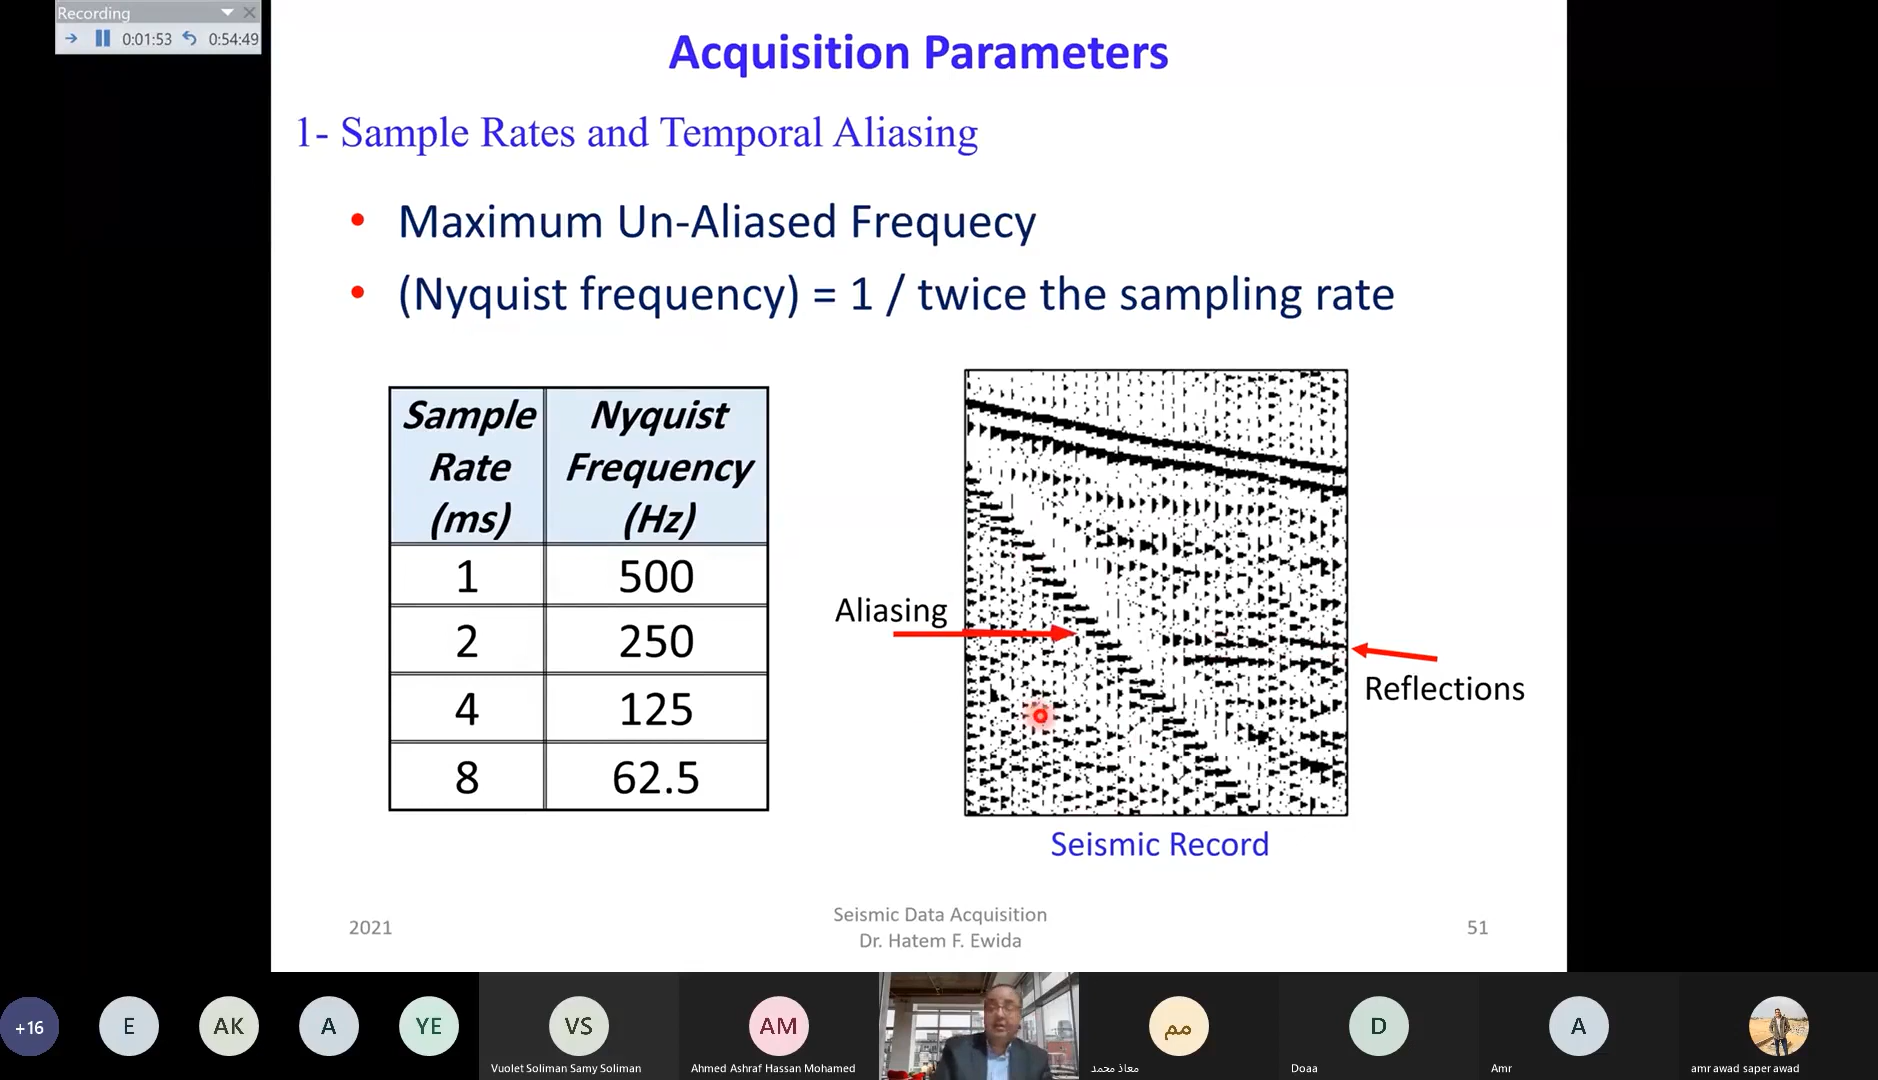 Recording
0:01:53
0:54:49
Acquisition Parameters
1- Sample Rates and Temporal Aliasing
• Maximum Un-Aliased Frequecy
• (Nyquist frequency) = 1 / twice the sampling rate
Sample Rate (ms) Nyquist Frequency (Hz)
1 500
2 250
4 125
8 62.5
Aliasing
Reflections
Seismic Record
2021
Seismic Data Acquisition
Dr. Hatem F. Ewida
51
+16
E
AK
A
YE
VS
Vuolet Soliman Samy Soliman
AM
Ahmed Ashraf Hassan Mohamed
مم
معاذ محمد
D
Doaa
A
Amr
amr awad saper awad